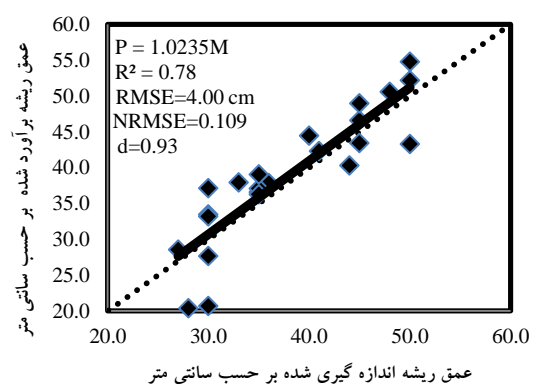 عمق ریشه برآورد شده بر حسب سانتی متر
60.0
55.0
50.0
45.0
40.0
35.0
30.0
25.0
20.0
P = 1.0235M
R² = 0.78
RMSE=4.00 cm
NRMSE=0.109
d=0.93
20.0 30.0 40.0 50.0 60.0
عمق ریشه اندازه گیری شده بر حسب سانتی متر